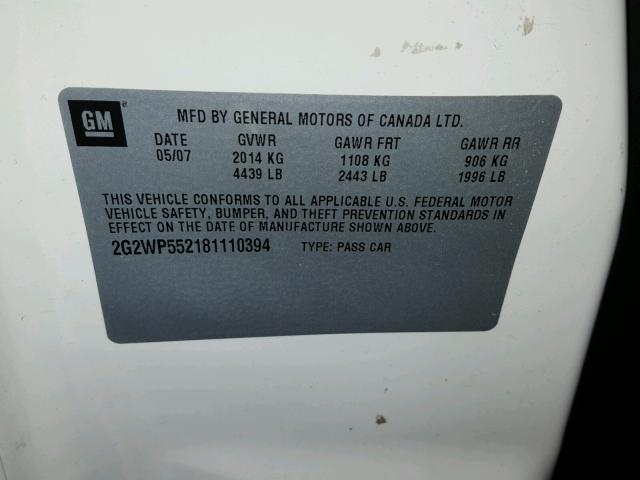 GM
MFD BY GENERAL MOTORS OF CANADA LTD.
DATE GVWR GAWR FRT GAWR RR
05/07 2014 KG 1108 KG 906 KG
4439 LB 2443 LB 1996 LB
THIS VEHICLE CONFORMS TO ALL APPLICABLE U.S. FEDERAL MOTOR
VEHICLE SAFETY, BUMPER, AND THEFT PREVENTION STANDARDS IN
EFFECT ON THE DATE OF MANUFACTURE SHOWN ABOVE.
2G2WP552181110394 TYPE: PASS CAR